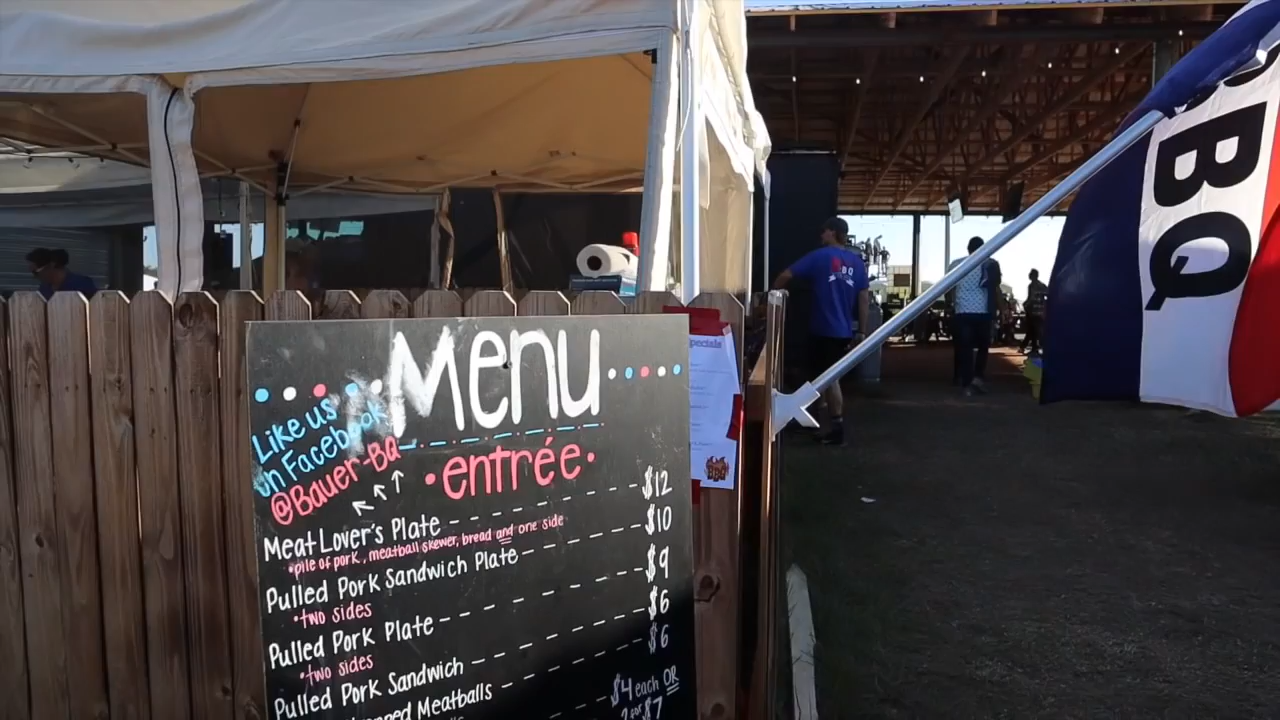 Menu
Like us
on Facebook
@Bauer-BQ
•entrée•
Meat Lover's Plate $12
•pile of pork, meatball skewer, bread and one side
Pulled Pork Sandwich Plate $10
•two sides
Pulled Pork Plate $9
•two sides
Pulled Pork Sandwich $6
Meatballs $6
$4 each OR
2 for $7
BBQ
BQ